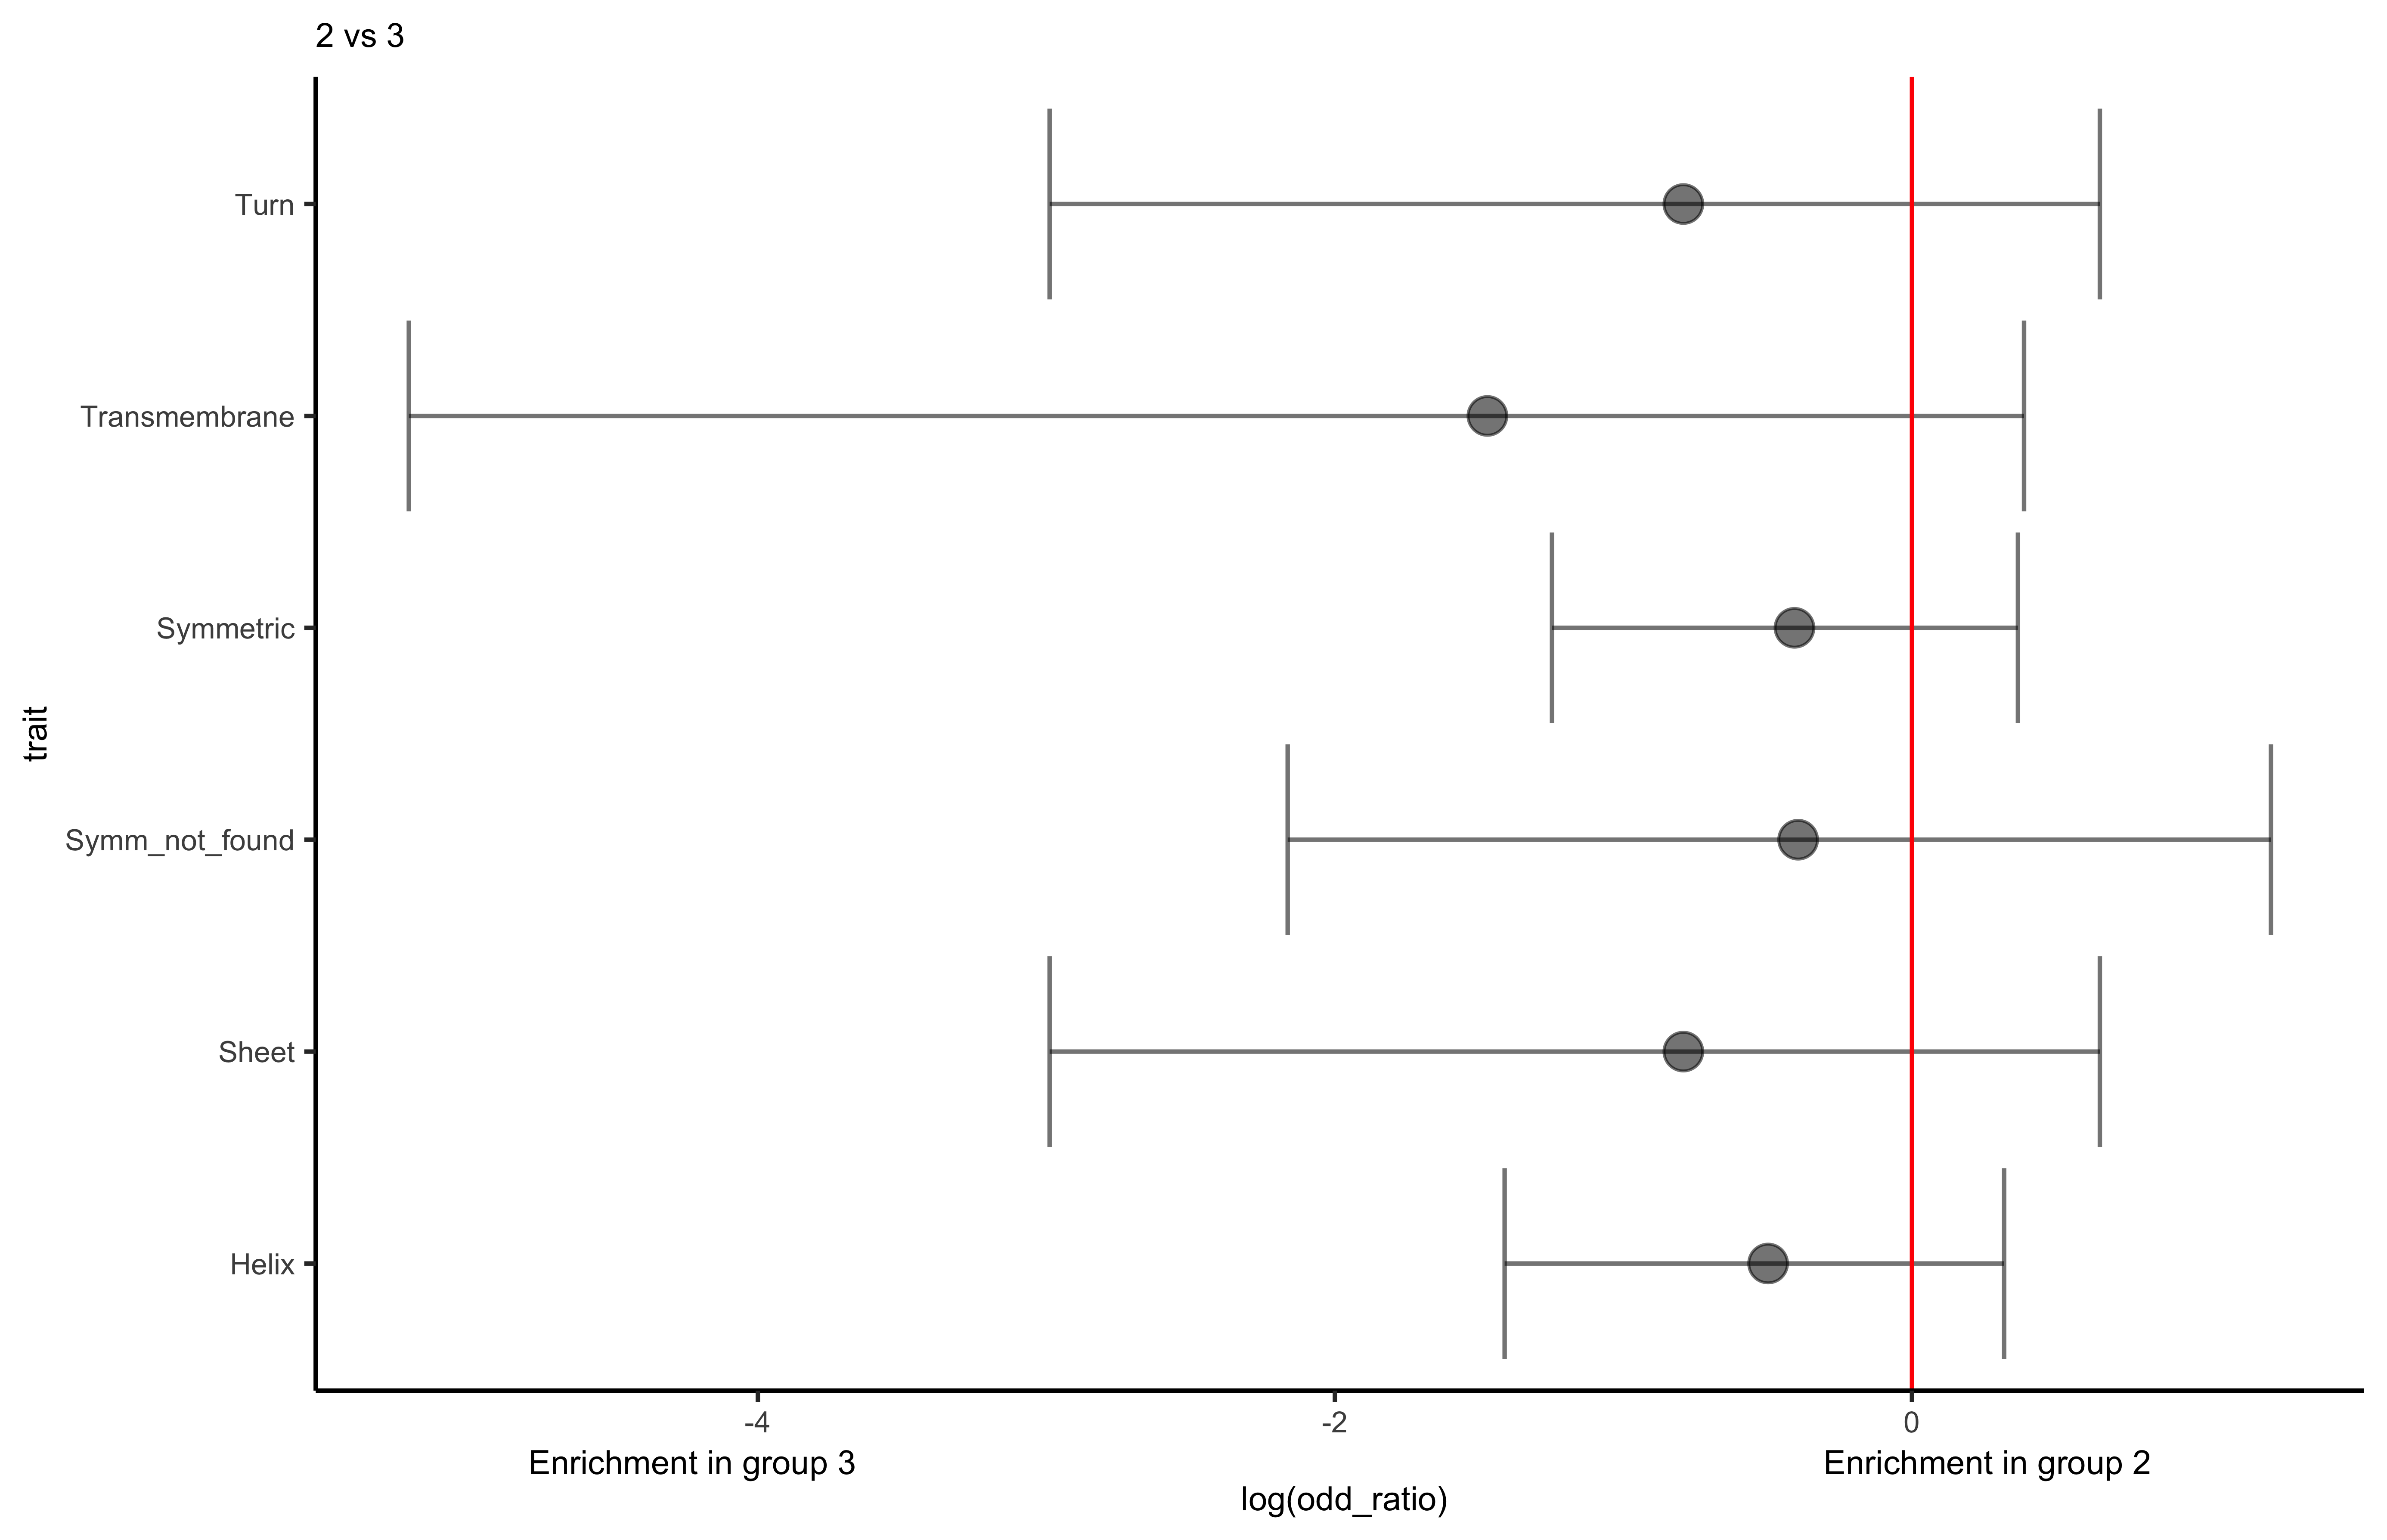 2 vs 3
Turn
Transmembrane
Symmetric
trait
Symm_not_found
Sheet
Helix
-4
-2
0
Enrichment in group 3
Enrichment in group 2
log(odd_ratio)